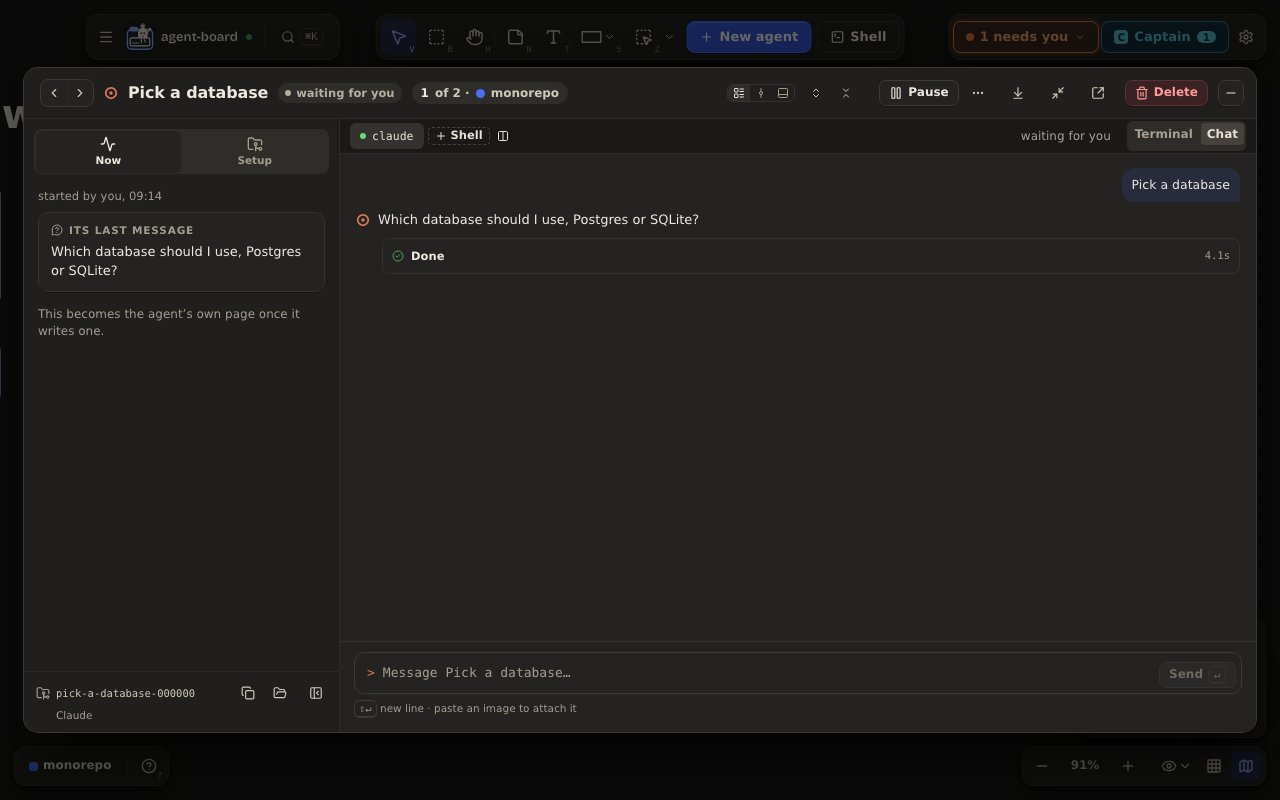 agent-board
⌘K
V
B
H
N
T
S
Z
New agent
Shell
1 needs you
C Captain 1
Pick a database
waiting for you
1 of 2 · monorepo
Pause
Delete
Now
Setup
claude
Shell
waiting for you
Terminal
Chat
started by you, 09:14
ITS LAST MESSAGE
Which database should I use, Postgres
or SQLite?
This becomes the agent’s own page once it
writes one.
Pick a database
Which database should I use, Postgres or SQLite?
Done
4.1s
> Message Pick a database…
Send ↵
⇧↵ new line · paste an image to attach it
pick-a-database-000000
Claude
monorepo
?
91%